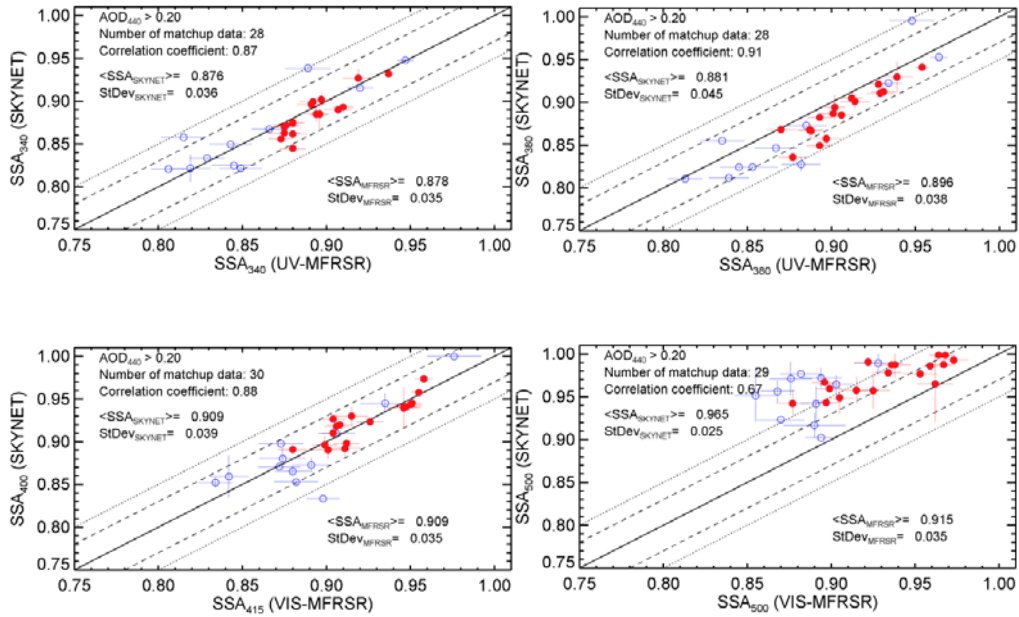 AOD440 > 0.20
Number of matchup data: 28
Correlation coefficient: 0.87
<SSASKYNET>= 0.876
StDevSKYNET= 0.036
<SSAMFRSR>= 0.878
StDevMFRSR= 0.035
1.00
0.95
0.90
0.85
0.80
0.75
SSA340 (SKYNET)
0.75 0.80 0.85 0.90 0.95 1.00
SSA340 (UV-MFRSR)
AOD440 > 0.20
Number of matchup data: 28
Correlation coefficient: 0.91
<SSASKYNET>= 0.881
StDevSKYNET= 0.045
<SSAMFRSR>= 0.896
StDevMFRSR= 0.038
1.00
0.95
0.90
0.85
0.80
0.75
SSA380 (SKYNET)
0.75 0.80 0.85 0.90 0.95 1.00
SSA380 (UV-MFRSR)
AOD440 > 0.20
Number of matchup data: 30
Correlation coefficient: 0.88
<SSASKYNET>= 0.909
StDevSKYNET= 0.039
<SSAMFRSR>= 0.909
StDevMFRSR= 0.035
1.00
0.95
0.90
0.85
0.80
0.75
SSA400 (SKYNET)
0.75 0.80 0.85 0.90 0.95 1.00
SSA415 (VIS-MFRSR)
AOD440 > 0.20
Number of matchup data: 29
Correlation coefficient: 0.67
<SSASKYNET>= 0.965
StDevSKYNET= 0.025
<SSAMFRSR>= 0.915
StDevMFRSR= 0.035
1.00
0.95
0.90
0.85
0.80
0.75
SSA500 (SKYNET)
0.75 0.80 0.85 0.90 0.95 1.00
SSA500 (VIS-MFRSR)